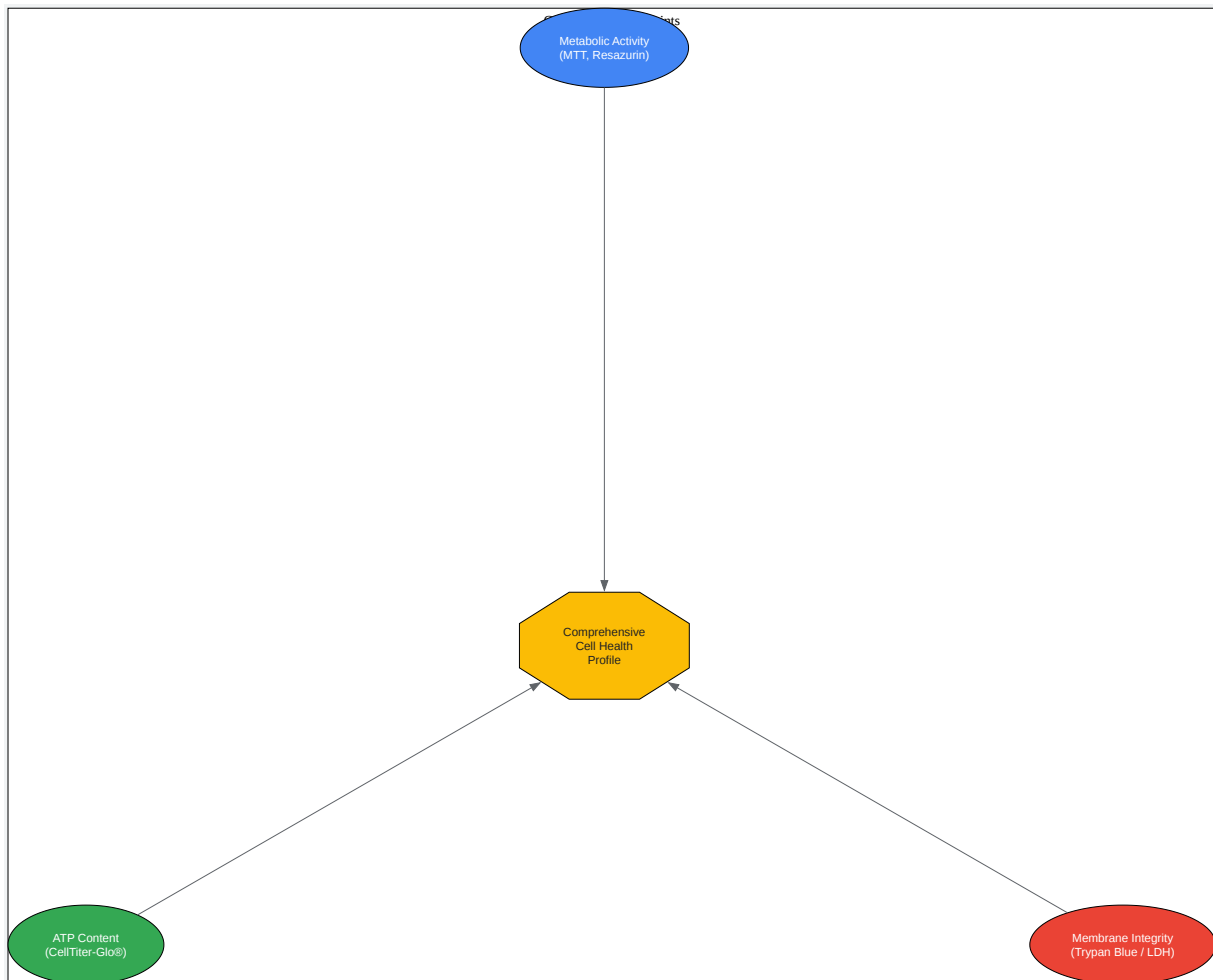 Metabolic Activity
(MTT, Resazurin)
Comprehensive
Cell Health
Profile
ATP Content
(CellTiter-Glo®)
Membrane Integrity
(Trypan Blue / LDH)